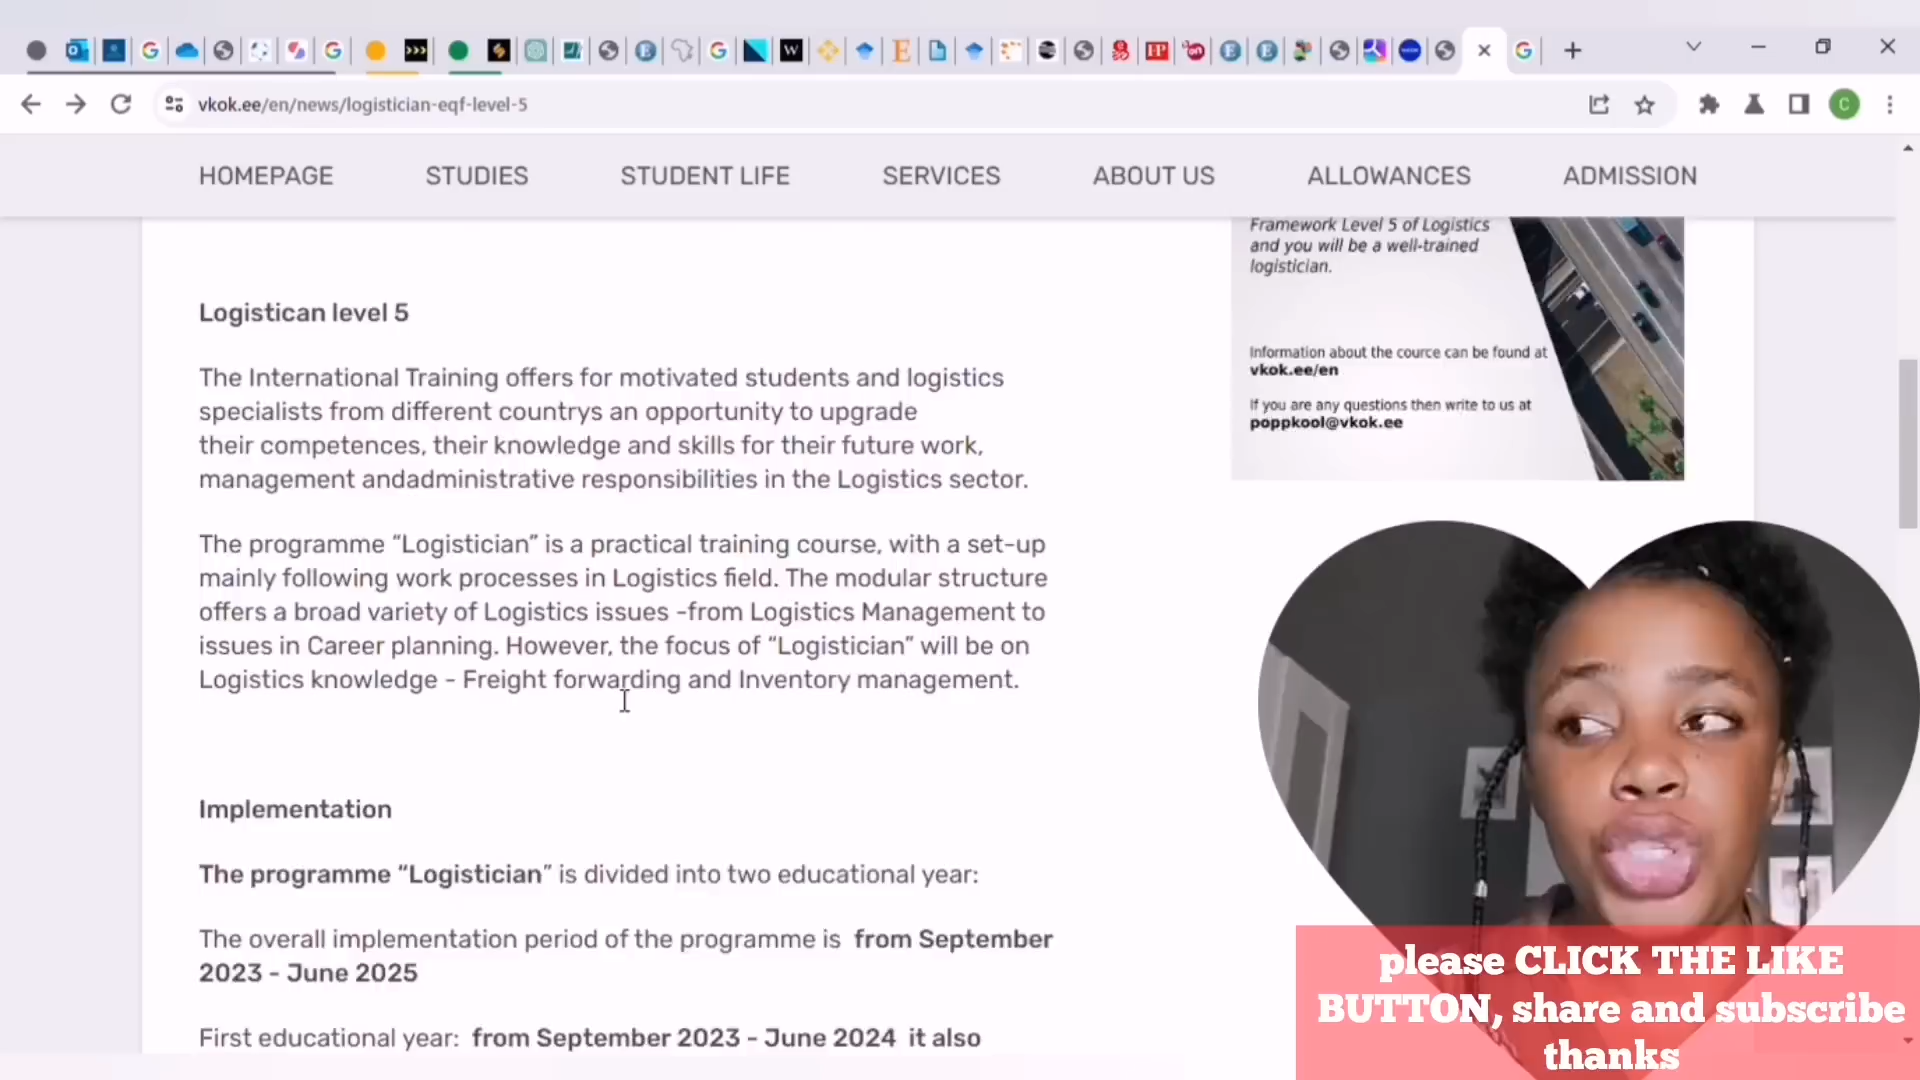 vkok.ee/en/news/logistician-eqf-level-5
C
HOMEPAGE STUDIES STUDENT LIFE SERVICES ABOUT US ALLOWANCES ADMISSION
Framework Level 5 of Logistics
and you will be a well-trained
logistician.
Information about the cource can be found at
vkok.ee/en
If you are any questions then write to us at
poppkool@vkok.ee
Logistican level 5
The International Training offers for motivated students and logistics
specialists from different countrys an opportunity to upgrade
their competences, their knowledge and skills for their future work,
management andadministrative responsibilities in the Logistics sector.
The programme “Logistician” is a practical training course, with a set-up
mainly following work processes in Logistics field. The modular structure
offers a broad variety of Logistics issues -from Logistics Management to
issues in Career planning. However, the focus of “Logistician” will be on
Logistics knowledge - Freight forwarding and Inventory management.
Implementation
The programme “Logistician” is divided into two educational year:
The overall implementation period of the programme is from September
2023 - June 2025
First educational year: from September 2023 - June 2024 it also
please CLICK THE LIKE
BUTTON, share and subscribe
thanks